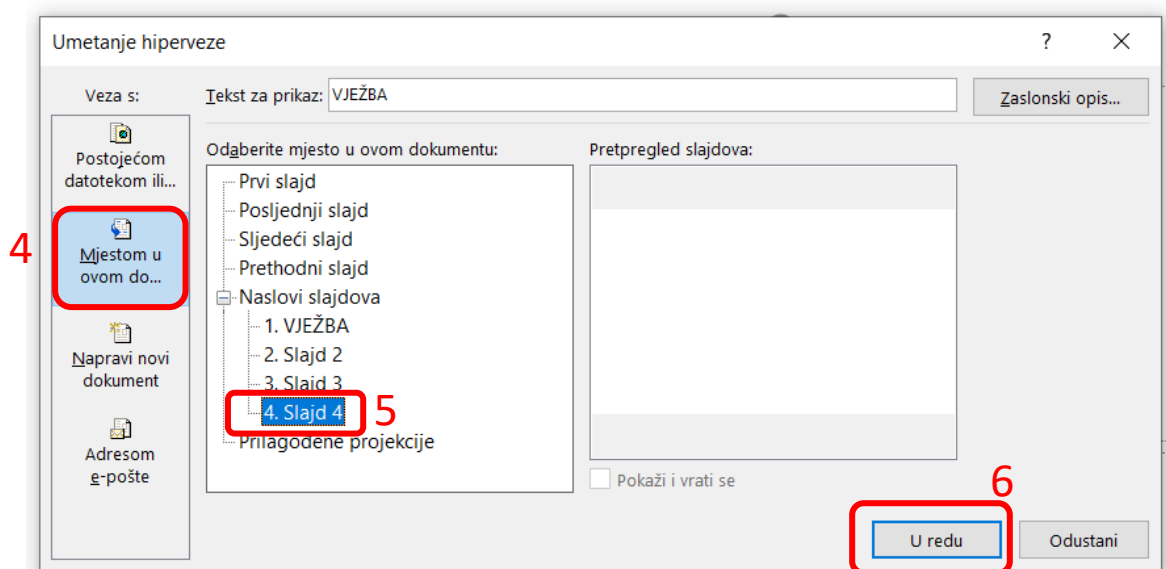 Umetanje hiperveze
?
Veza s:
Tekst za prikaz: VJEŽBA
Zaslonski opis...
Postojećom
datotekom ili...
4
Mjestom u
ovom do...
Napravi novi
dokument
Adresom
e-pošte
Odaberite mjesto u ovom dokumentu:
Prvi slajd
Posljednji slajd
Sljedeći slajd
Prethodni slajd
Naslovi slajdova
1. VJEŽBA
2. Slajd 2
3. Slajd 3
4. Slajd 4
5
Prilagođene projekcije
Pretpregled slajdova:
Pokaži i vrati se
6
U redu
Odustani